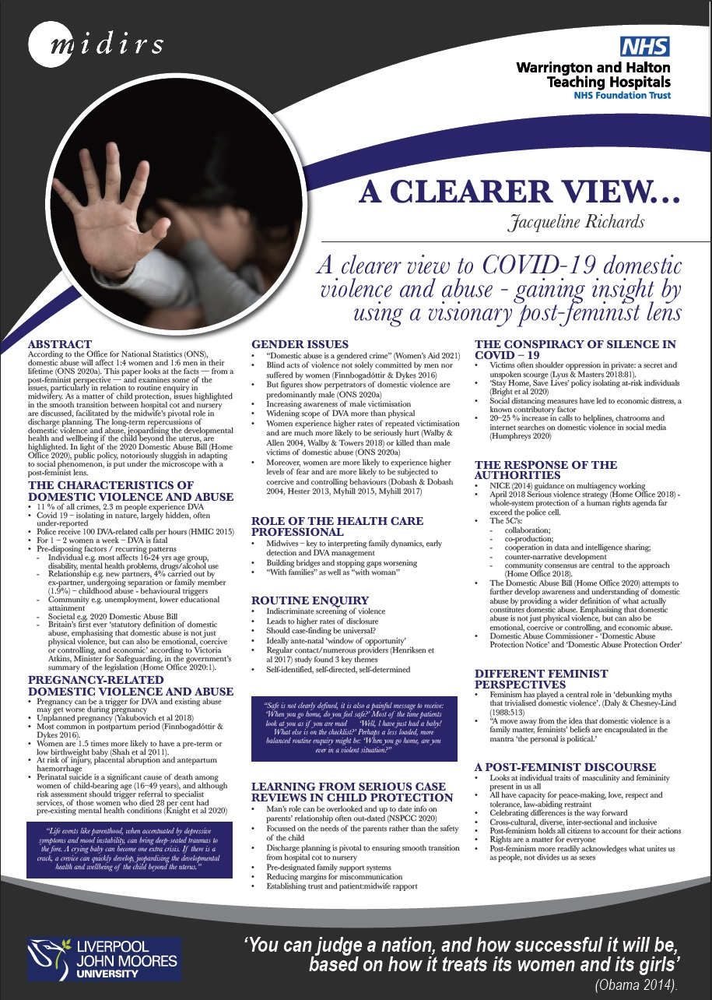 midirs
NHS
Warrington and Halton
Teaching Hospitals
NHS Foundation Trust
A CLEARER VIEW...
Jacqueline Richards
A clearer view to COVID-19 domestic
violence and abuse - gaining insight by
using a visionary post-feminist lens
ABSTRACT
According to the Office for National Statistics (ONS),
domestic abuse will affect 1:4 women and 1:6 men in their
lifetime (ONS 2020a). This paper looks at the facts — from a
post-feminist perspective — and examines some of the
issues, particularly in relation to routine enquiry in
midwifery. As a matter of child protection, issues highlighted
in the smooth transition between hospital cot and nursery
are discussed, facilitated by the midwife's pivotal role in
discharge planning. The long-term repercussions of
domestic violence and abuse, jeopardising the developmental
health and wellbeing if the child beyond the uterus, are
highlighted. In light of the 2020 Domestic Abuse Bill (Home
Office 2020), public policy, notoriously sluggish in adapting
to social phenomenon, is put under the microscope with a
post-feminist lens.
THE CHARACTERISTICS OF
DOMESTIC VIOLENCE AND ABUSE
• 11 % of all crimes, 2.3 m people experience DVA
• Covid 19 – isolating in nature, largely hidden, often
under-reported
• Police receive 100 DVA-related calls per hours (HMIC 2015)
• For 1 – 2 women a week – DVA is fatal
• Pre-disposing factors / recurring patterns
- Individual e.g. most affects 16-24 yrs age group,
disability, mental health problems, drugs/alcohol use
- Relationship e.g. new partners, 4% carried out by
ex-partner, undergoing separation or family member
(1.9%) – childhood abuse - behavioural triggers
- Community e.g. unemployment, lower educational
attainment
- Societal e.g. 2020 Domestic Abuse Bill
- Britain's first ever 'statutory definition of domestic
abuse, emphasising that domestic abuse is not just
physical violence, but can also be emotional, coercive
or controlling, and economic' according to Victoria
Atkins, Minister for Safeguarding, in the government's
summary of the legislation (Home Office 2020:1).
PREGNANCY-RELATED
DOMESTIC VIOLENCE AND ABUSE
• Pregnancy can be a trigger for DVA and existing abuse
may get worse during pregnancy
• Unplanned pregnancy (Yakubovich et al 2018)
• Most common in postpartum period (Finnbogadóttir &
Dykes 2016).
• Women are 1.5 times more likely to have a pre-term or
low birthweight baby (Shah et al 2011).
• At risk of injury, placental abruption and antepartum
haemorrhage
• Perinatal suicide is a significant cause of death among
women of child-bearing age (16–49 years), and although
risk assessment should trigger referral to specialist
services, of those women who died 28 per cent had
pre-existing mental health conditions (Knight et al 2020)
"Life events like parenthood, when accentuated by depressive
symptoms and mood instability, can bring deep-seated traumas to
the fore. A crying baby can become one extra crisis. If there is a
crack, a crevice can quickly develop, jeopardising the developmental
health and wellbeing of the child beyond the uterus."
GENDER ISSUES
• "Domestic abuse is a gendered crime" (Women's Aid 2021)
• Blind acts of violence not solely committed by men nor
suffered by women (Finnbogadóttir & Dykes 2016)
• But figures show perpetrators of domestic violence are
predominantly male (ONS 2020a)
• Increasing awareness of male victimisation
• Widening scope of DVA more than physical
• Women experience higher rates of repeated victimisation
and are much more likely to be seriously hurt (Walby &
Allen 2004, Walby & Towers 2018) or killed than male
victims of domestic abuse (ONS 2020a)
• Moreover, women are more likely to experience higher
levels of fear and are more likely to be subjected to
coercive and controlling behaviours (Dobash & Dobash
2004, Hester 2013, Myhill 2015, Myhill 2017)
ROLE OF THE HEALTH CARE
PROFESSIONAL
• Midwives – key to interpreting family dynamics, early
detection and DVA management
• Building bridges and stopping gaps worsening
• "With families" as well as "with woman"
ROUTINE ENQUIRY
• Indiscriminate screening of violence
• Leads to higher rates of disclosure
• Should case-finding be universal?
• Ideally ante-natal 'window of opportunity'
• Regular contact/numerous providers (Henriksen et
al 2017) study found 3 key themes
• Self-identified, self-directed, self-determined
"Safe is not clearly defined, it is also a painful message to receive:
'When you go home, do you feel safe?' Most of the time patients
look at you as if you are mad 'Well, I have just had a baby!
What else is on the checklist?' Perhaps a less loaded, more
balanced routine enquiry might be: 'When you go home, are you
ever in a violent situation?"
LEARNING FROM SERIOUS CASE
REVIEWS IN CHILD PROTECTION
• Man's role can be overlooked and up to date info on
parents' relationship often out-dated (NSPCC 2020)
• Focussed on the needs of the parents rather than the safety
of the child
• Discharge planning is pivotal to ensuring smooth transition
from hospital cot to nursery
• Pre-designated family support systems
• Reducing margins for miscommunication
• Establishing trust and patient:midwife rapport
THE CONSPIRACY OF SILENCE IN
COVID – 19
• Victims often shoulder oppression in private: a secret and
unspoken scourge (Lyus & Masters 2018:81).
• 'Stay Home, Save Lives' policy isolating at-risk individuals
(Bright et al 2020)
• Social distancing measures have led to economic distress, a
known contributory factor
• 20–25 % increase in calls to helplines, chatrooms and
internet searches on domestic violence in social media
(Humphreys 2020)
THE RESPONSE OF THE
AUTHORITIES
• NICE (2014) guidance on multiagency working
• April 2018 Serious violence strategy (Home Office 2018) -
whole-system protection of a human rights agenda far
exceed the police cell.
• The 5C's:
- collaboration;
- co-production;
- cooperation in data and intelligence sharing;
- counter-narrative development
- community consensus are central to the approach
(Home Office 2018).
• The Domestic Abuse Bill (Home Office 2020) attempts to
further develop awareness and understanding of domestic
abuse by providing a wider definition of what actually
constitutes domestic abuse. Emphasising that domestic
abuse is not just physical violence, but can also be
emotional, coercive or controlling, and economic abuse.
• Domestic Abuse Commissioner - 'Domestic Abuse
Protection Notice' and 'Domestic Abuse Protection Order'
DIFFERENT FEMINIST
PERSPECTIVES
• Feminism has played a central role in 'debunking myths
that trivialised domestic violence'. (Daly & Chesney-Lind
(1988:513)
• "A move away from the idea that domestic violence is a
family matter, feminists' beliefs are encapsulated in the
mantra 'the personal is political.'
A POST-FEMINIST DISCOURSE
• Looks at individual traits of masculinity and femininity
present in us all
• All have capacity for peace-making, love, respect and
tolerance, law-abiding restraint
• Celebrating differences is the way forward
• Cross-cultural, diverse, inter-sectional and inclusive
• Post-feminism holds all citizens to account for their actions
• Rights are a matter for everyone
• Post-feminism more readily acknowledges what unites us
as people, not divides us as sexes
LIVERPOOL
JOHN MOORES
UNIVERSITY
'You can judge a nation, and how successful it will be,
based on how it treats its women and its girls'
(Obama 2014).